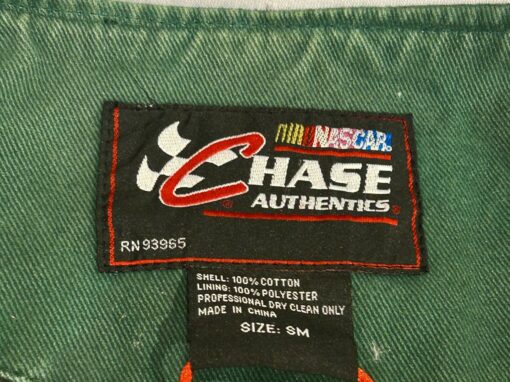 NASCAR®
CHASE
AUTHENTICS®
RN 93965
SHELL: 100% COTTON
LINING: 100% POLYESTER
PROFESSIONAL DRY CLEAN ONLY
MADE IN CHINA
SIZE: SM